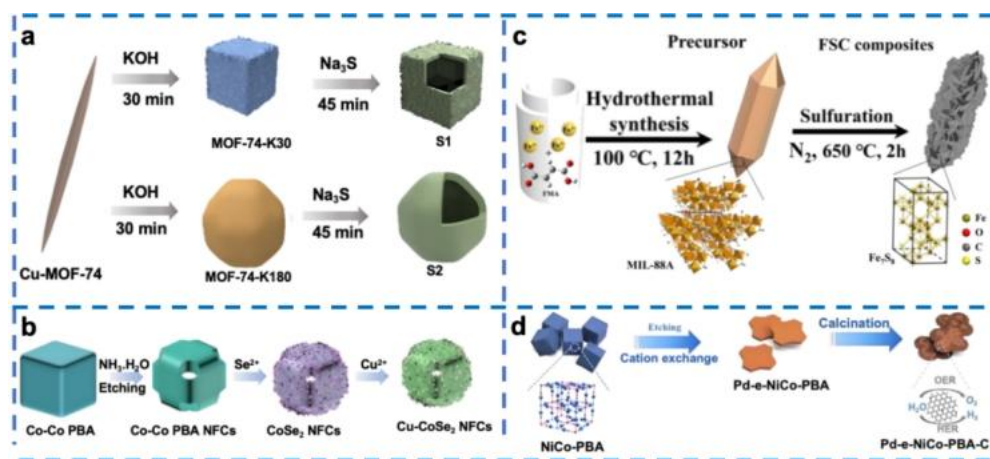 a
KOH
30 min
MOF-74-K30
Na₃S
45 min
S1
Cu-MOF-74
KOH
30 min
MOF-74-K180
Na₃S
45 min
S2
b
Co-Co PBA
NH₃.H₂O
Etching
Co-Co PBA NFCs
Se²⁺
CoSe₂ NFCs
Cu²⁺
Cu-CoSe₂ NFCs
c
FMA
Hydrothermal
synthesis
100 ℃, 12h
Precursor
MIL-88A
Sulfuration
N₂, 650 ℃, 2h
FSC composites
Fe₇S₈
Fe
O
C
S
d
NiCo-PBA
Etching
Cation exchange
Pd-e-NiCo-PBA
Calcination
OER
H₂O
O₂
H₂
HER
Pd-e-NiCo-PBA-C